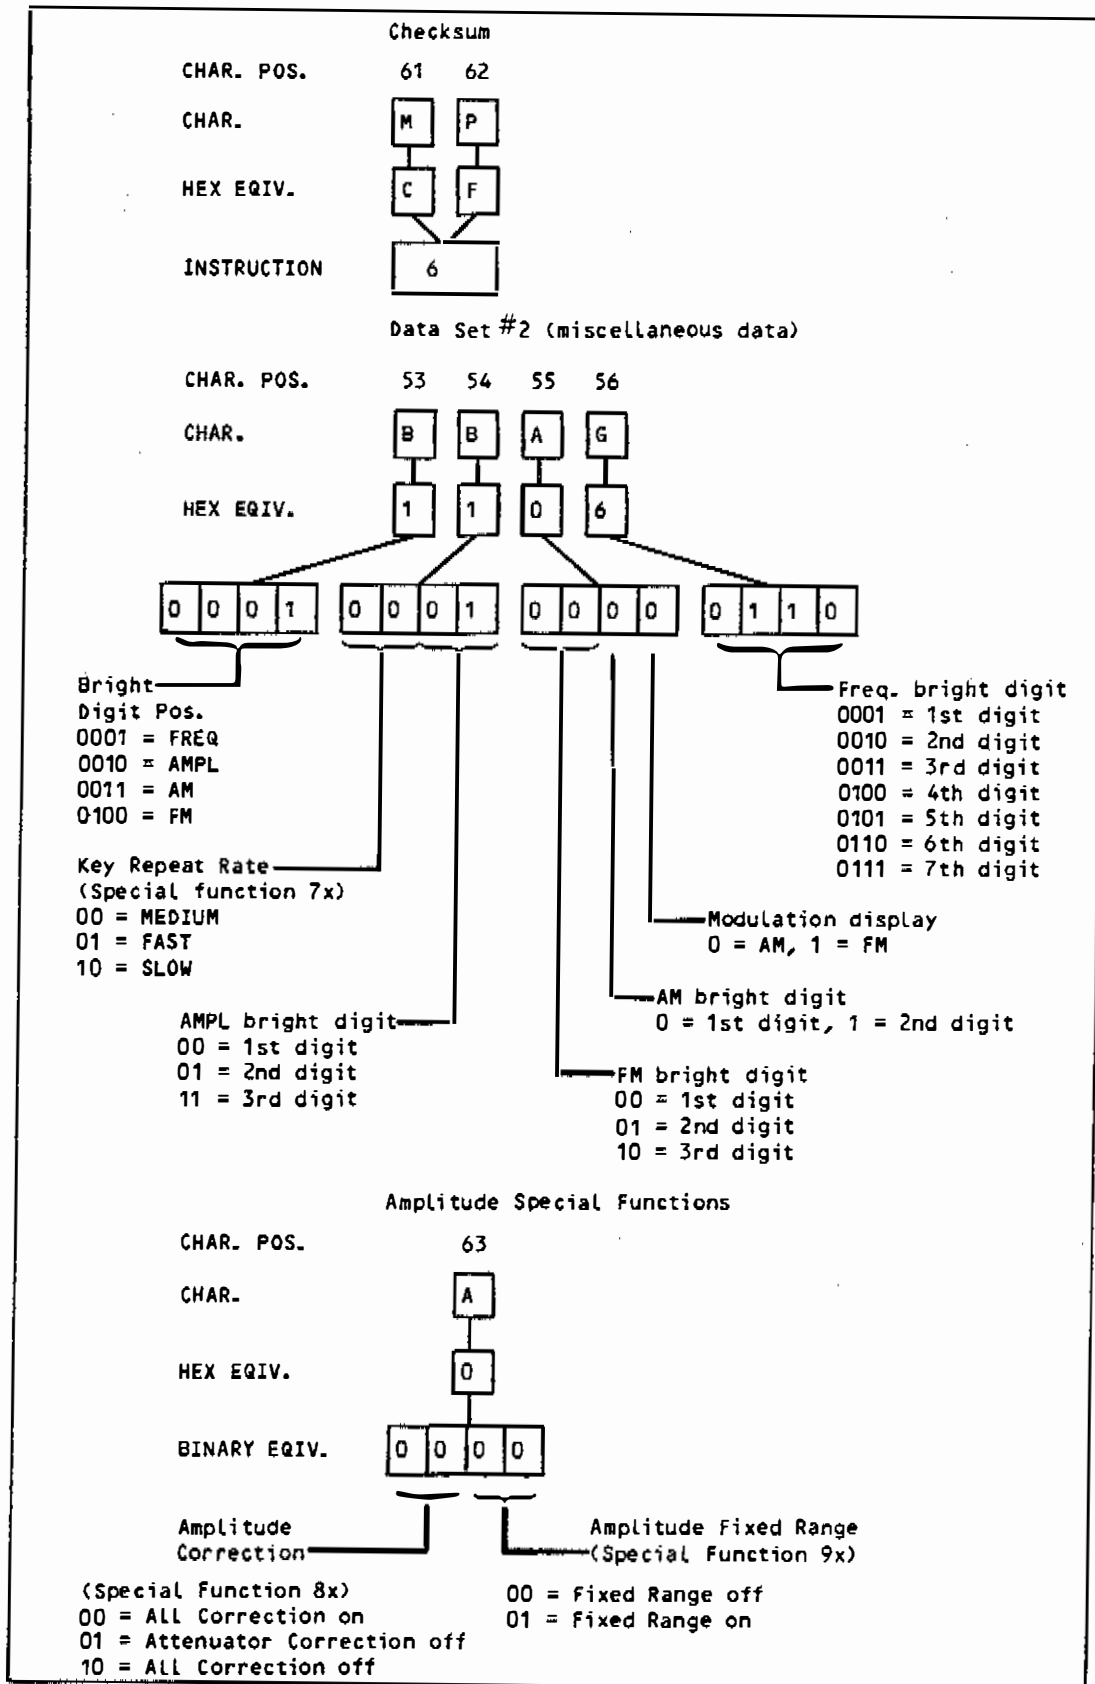 Checksum
CHAR. POS. 61 62
CHAR. M P
HEX EQIV. C F
INSTRUCTION 6
Data Set #2 (miscellaneous data)
CHAR. POS. 53 54 55 56
CHAR. B B A G
HEX EQIV. 1 1 0 6
0 0 0 1 0 0 0 1 0 0 0 0 0 1 1 0
Bright
Digit Pos.
0001 = FREQ
0010 = AMPL
0011 = AM
0100 = FM
Freq. bright digit
0001 = 1st digit
0010 = 2nd digit
0011 = 3rd digit
0100 = 4th digit
0101 = 5th digit
0110 = 6th digit
0111 = 7th digit
Key Repeat Rate
(Special function 7x)
00 = MEDIUM
01 = FAST
10 = SLOW
Modulation display
0 = AM, 1 = FM
AM bright digit
0 = 1st digit, 1 = 2nd digit
AMPL bright digit
00 = 1st digit
01 = 2nd digit
11 = 3rd digit
FM bright digit
00 = 1st digit
01 = 2nd digit
10 = 3rd digit
Amplitude Special Functions
CHAR. POS. 63
CHAR. A
HEX EQIV. 0
BINARY EQIV. 0 0 0 0
Amplitude
Correction
(Special Function 8x)
00 = All Correction on
01 = Attenuator Correction off
10 = All Correction off
Amplitude Fixed Range
(Special Function 9x)
00 = Fixed Range off
01 = Fixed Range on